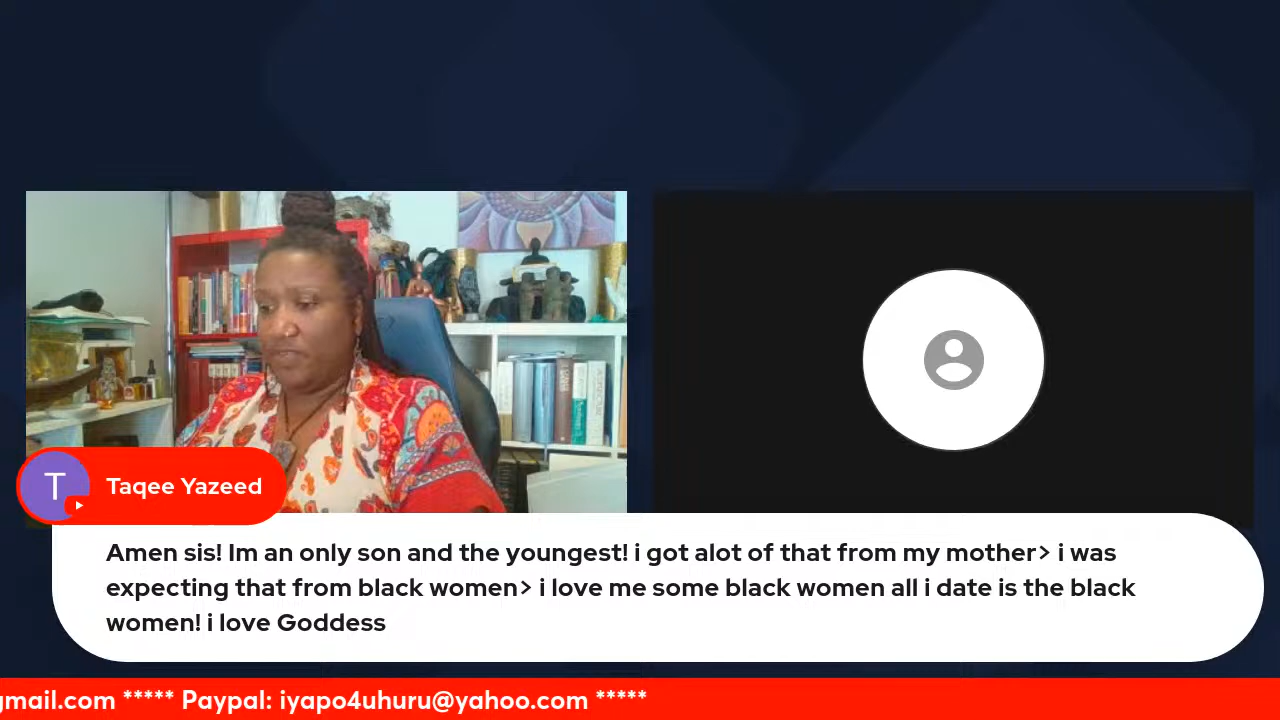 T
Taqee Yazeed
Amen sis! Im an only son and the youngest! i got alot of that from my mother> i was
expecting that from black women> i love me some black women all i date is the black
women! i love Goddess
gmail.com ***** Paypal: iyapo4uhuru@yahoo.com *****